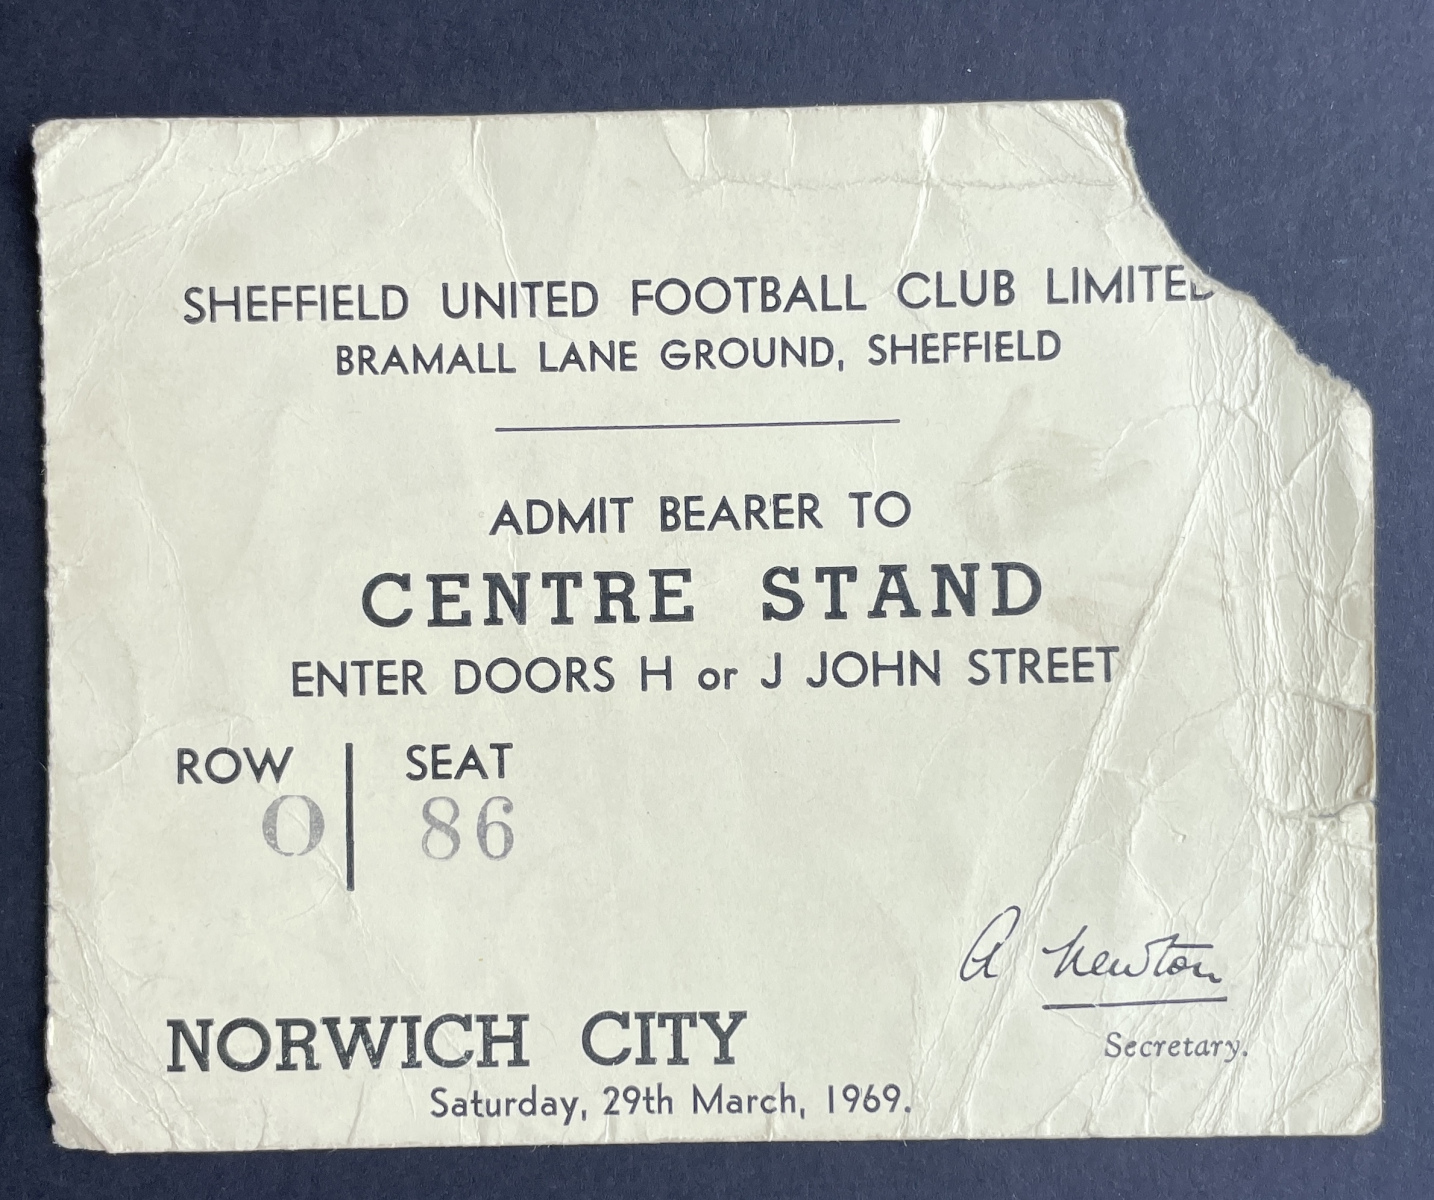 SHEFFIELD UNITED FOOTBALL CLUB LIMITED
BRAMALL LANE GROUND, SHEFFIELD
ADMIT BEARER TO
CENTRE STAND
ENTER DOORS H or J JOHN STREET
ROW SEAT
O 86
A Newton
Secretary.
NORWICH CITY
Saturday, 29th March, 1969.